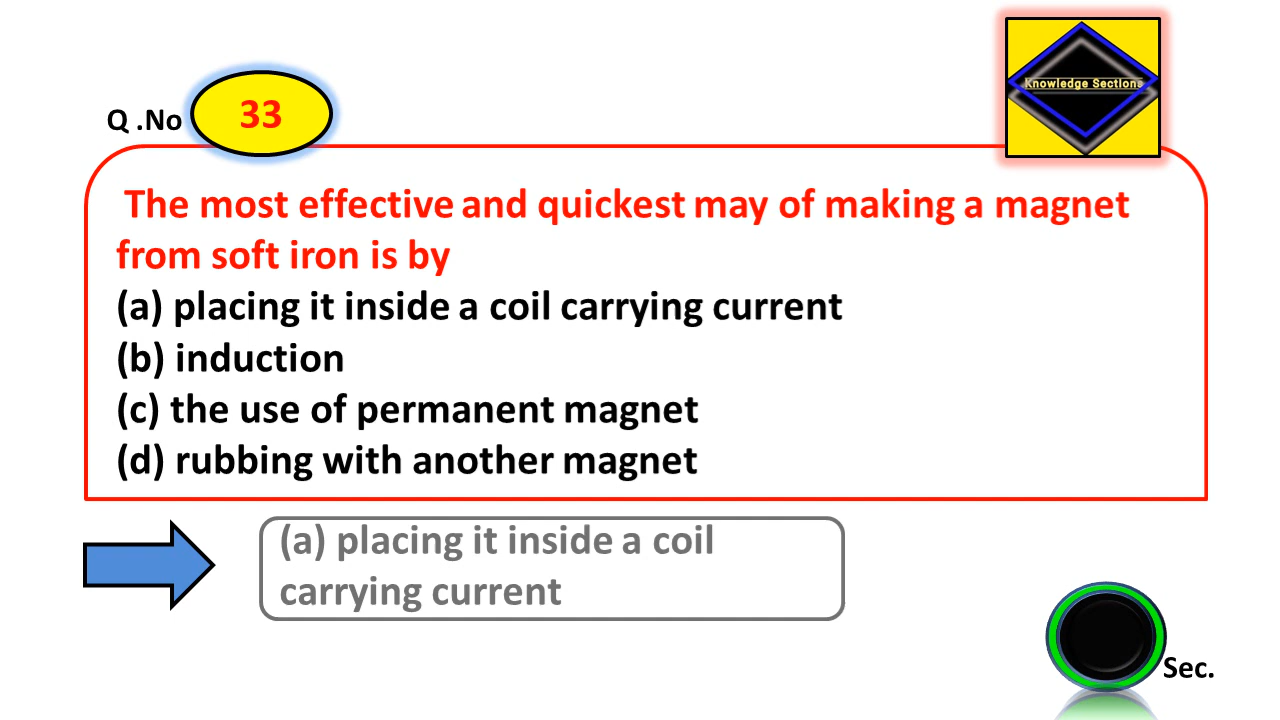 Q .No 33
Knowledge Sections
The most effective and quickest may of making a magnet
from soft iron is by
(a) placing it inside a coil carrying current
(b) induction
(c) the use of permanent magnet
(d) rubbing with another magnet
(a) placing it inside a coil
carrying current
Sec.